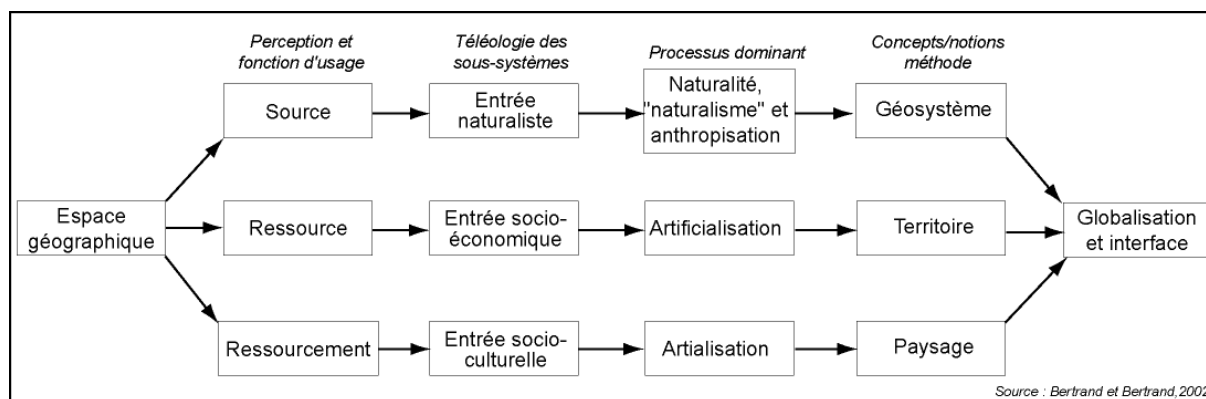 Perception et
fonction d'usage
Téléologie des
sous-systèmes
Processus dominant
Concepts/notions
méthode
Source
Entrée
naturaliste
Naturalité,
"naturalisme" et
anthropisation
Géosystème
Espace
géographique
Ressource
Entrée socio-
économique
Artificialisation
Territoire
Globalisation
et interface
Ressourcement
Entrée socio-
culturelle
Artialisation
Paysage
Source : Bertrand et Bertrand,2002